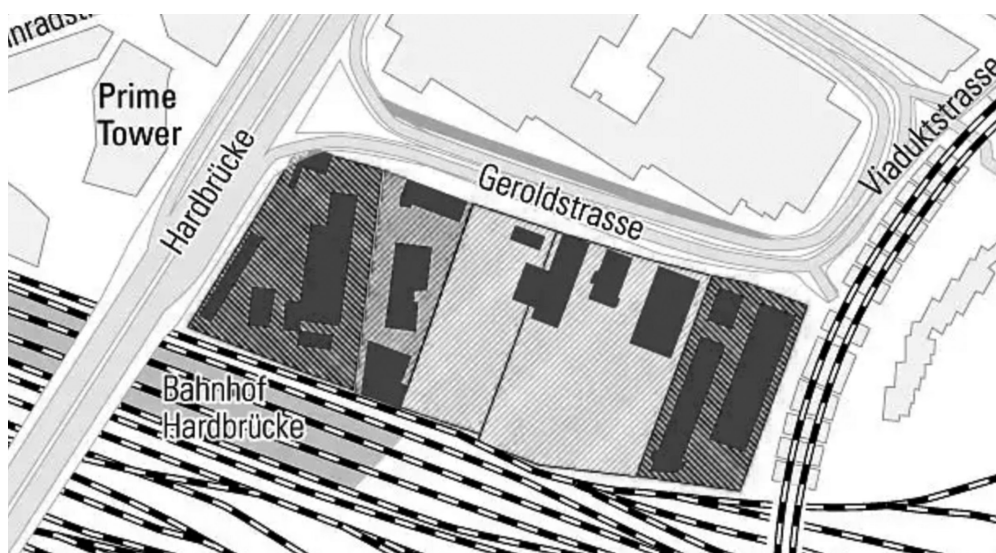 Prime
Tower
Hardbrücke
Geroldstrasse
Viaduktstrasse
Bahnhof
Hardbrücke